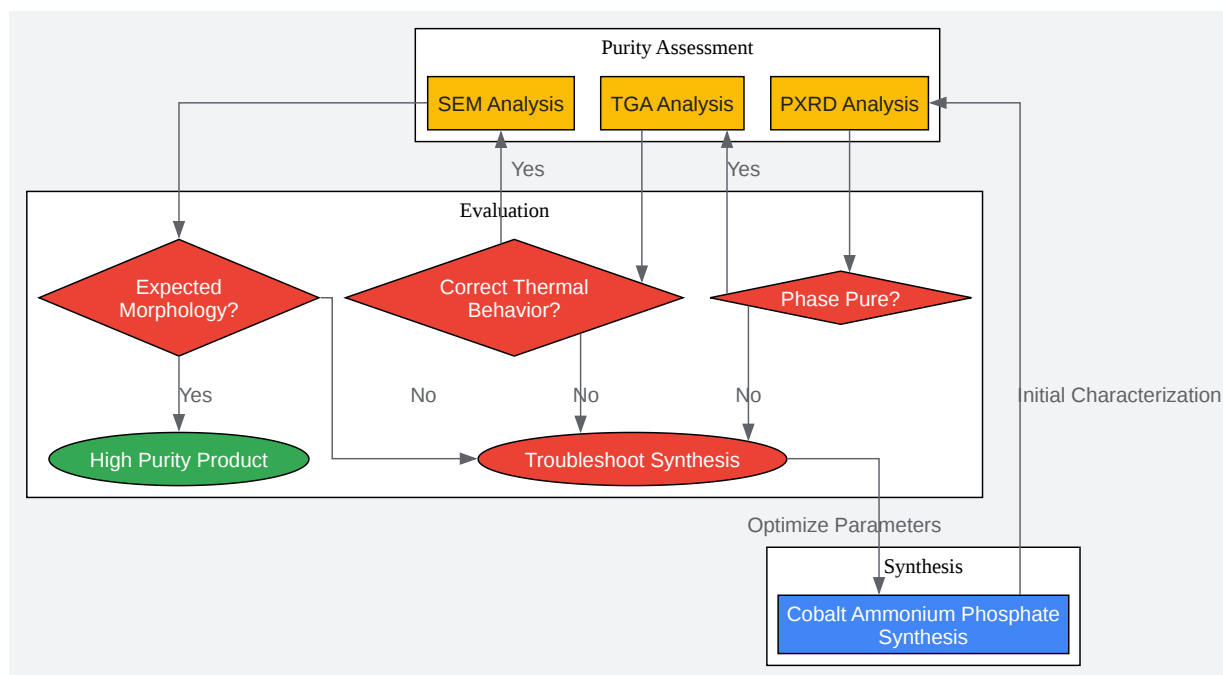 Purity Assessment
SEM Analysis
TGA Analysis
PXRD Analysis
Yes
Yes
Evaluation
Expected
Morphology?
Correct Thermal
Behavior?
Phase Pure?
Yes
No
No
No
Initial Characterization
High Purity Product
Troubleshoot Synthesis
Optimize Parameters
Synthesis
Cobalt Ammonium Phosphate
Synthesis